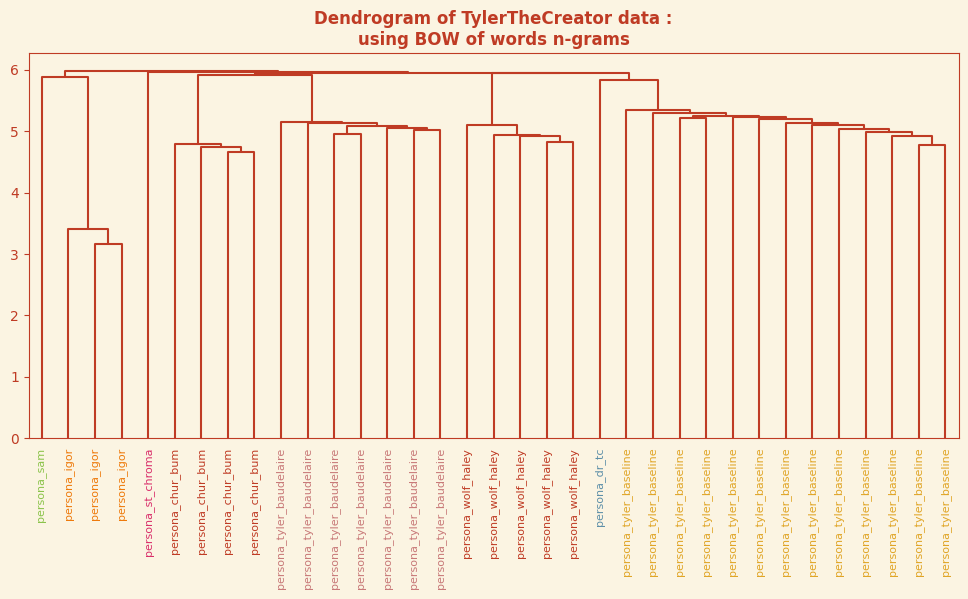 Dendrogram of TylerTheCreator data :
using BOW of words n-grams
6
5
4
3
2
1
0
persona_sam
persona_igor
persona_igor
persona_igor
persona_st_chroma
persona_chur_bum
persona_chur_bum
persona_chur_bum
persona_chur_bum
persona_tyler_baudelaire
persona_tyler_baudelaire
persona_tyler_baudelaire
persona_tyler_baudelaire
persona_tyler_baudelaire
persona_tyler_baudelaire
persona_tyler_baudelaire
persona_wolf_haley
persona_wolf_haley
persona_wolf_haley
persona_wolf_haley
persona_wolf_haley
persona_dr_tc
persona_tyler_baseline
persona_tyler_baseline
persona_tyler_baseline
persona_tyler_baseline
persona_tyler_baseline
persona_tyler_baseline
persona_tyler_baseline
persona_tyler_baseline
persona_tyler_baseline
persona_tyler_baseline
persona_tyler_baseline
persona_tyler_baseline
persona_tyler_baseline